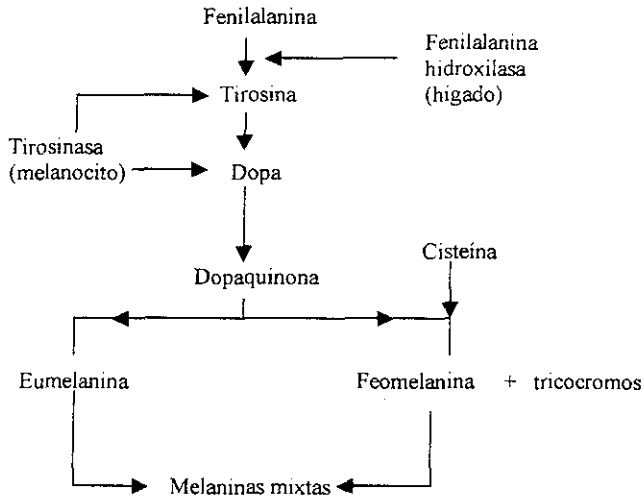 Fenilalanina
Fenilalanina
hidroxilasa
(higado)
Tirosina
Tirosinasa
(melanocito)
Dopa
Cisteína
Dopaquinona
Eumelanina
Feomelanina + tricocromos
Melaninas mixtas